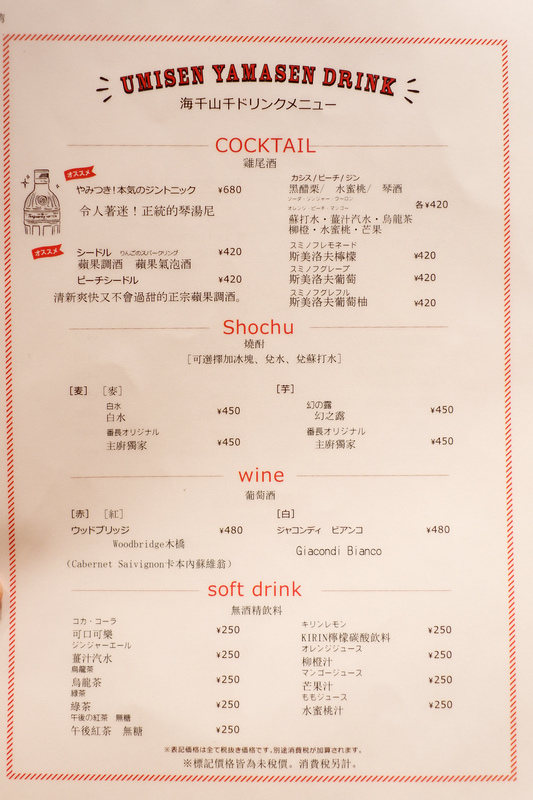 UMISEN YAMASEN DRINK
海千山千ドリンクメニュー
COCKTAIL
雞尾酒
オススメ
やみつき!本気のジントニック ¥680
令人著迷！正統的琴湯尼
オススメ
シードル りんごのスパークリング ¥420
蘋果調酒 蘋果氣泡酒
ピーチシードル ¥420
清新爽快又不會過甜的正宗蘋果調酒。
カシス/ピーチ/ジン
黑醋栗/ 水蜜桃/ 琴酒
ソーダ・ジンジャー・ウーロン
オレンジ・ピーチ・マンゴー
各¥420
蘇打水・薑汁汽水・烏龍茶
柳橙・水蜜桃・芒果
スミノフレモネード
斯美洛夫檸檬 ¥420
スミノフグレープ
斯美洛夫葡萄 ¥420
スミノフグレフル
斯美洛夫葡萄柚 ¥420
Shochu
燒酎
[可選擇加冰塊、兌水、兌蘇打水]
[麦] [麥]
白水
白水 ¥450
番長オリジナル
主廚獨家 ¥450
[芋]
幻の露
幻之露 ¥450
番長オリジナル
主廚獨家 ¥450
wine
葡萄酒
[赤] [紅]
ウッドブリッジ ¥480
Woodbridge木橋
(Cabernet Saivignon卡本內蘇維翁)
[白]
ジャコンディ ビアンコ ¥480
Giacondi Bianco
soft drink
無酒精飲料
コカ・コーラ
可口可樂 ¥250
ジンジャーエール
薑汁汽水 ¥250
烏龍茶
烏龍茶 ¥250
緑茶
綠茶 ¥250
午後の紅茶 無糖
午後紅茶 無糖 ¥250
キリンレモン
KIRIN檸檬碳酸飲料 ¥250
オレンジジュース
柳橙汁 ¥250
マンゴージュース
芒果汁 ¥250
ももジュース
水蜜桃汁 ¥250
※表記価格は全て税抜き価格です。別途消費税が加算されます。
※標記價格皆為未稅價。消費稅另計。